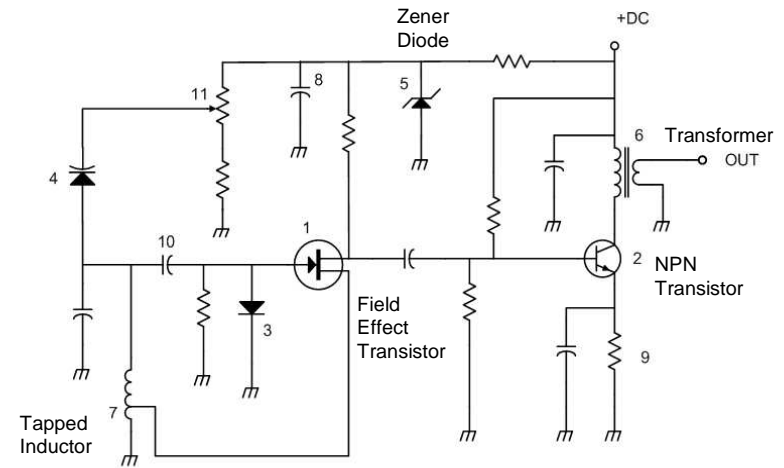 Zener
Diode
+DC
5
8
11
6
Transformer
OUT
4
10
1
2
NPN
Transistor
Field
Effect
Transistor
3
9
7
Tapped
Inductor